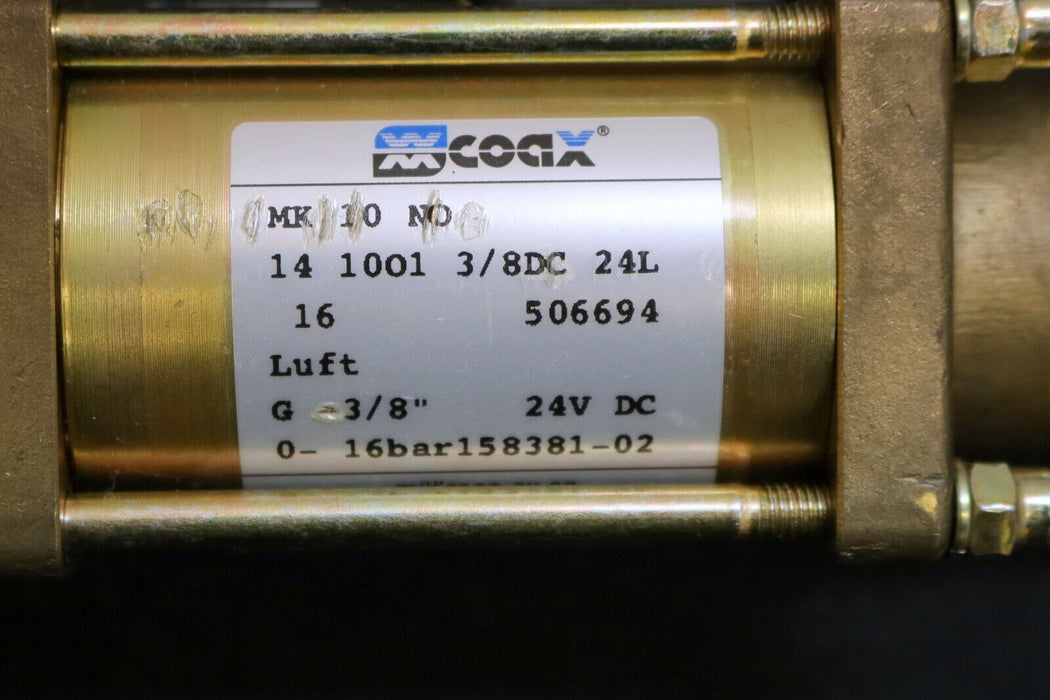 coax®
MK 10 NO
14 1001 3/8DC 24L
16 506694
Luft
G 3/8" 24V DC
0- 16bar158381-02